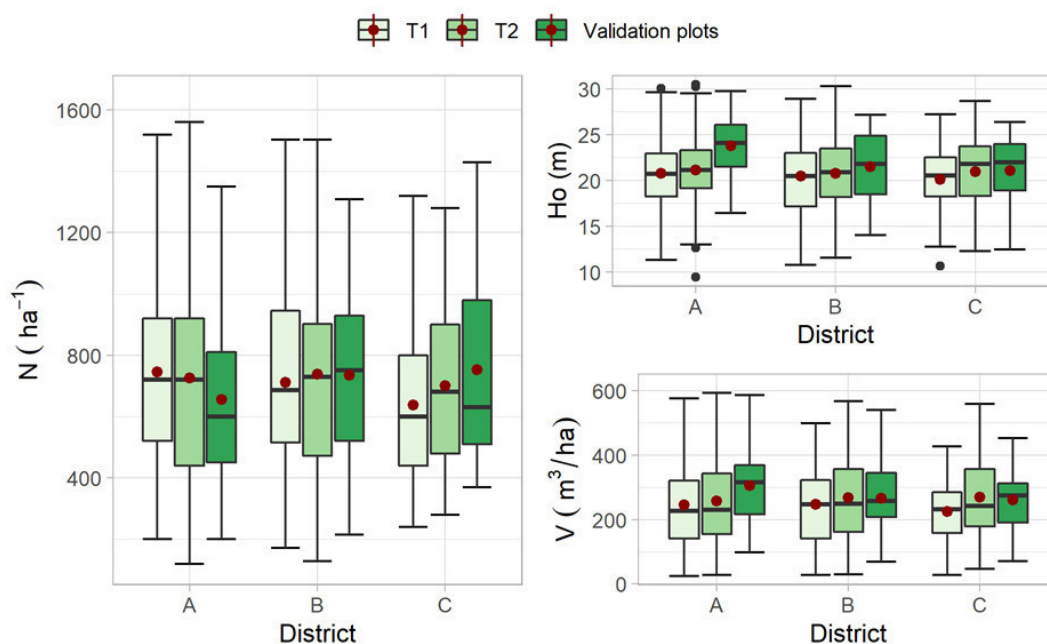 T1 T2 Validation plots
N ( ha⁻¹)
1600
1200
800
400
A B C
District
Ho (m)
30
25
20
15
10
A B C
District
V ( m³/ha)
600
400
200
0
A B C
District